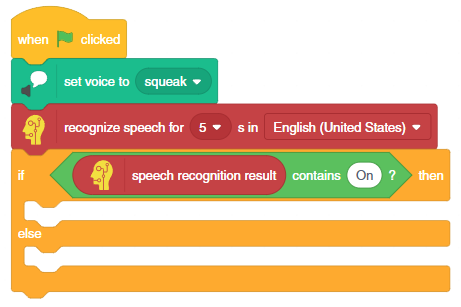 when clicked
set voice to squeak
recognize speech for 5 s in English (United States)
if speech recognition result contains On ? then
else